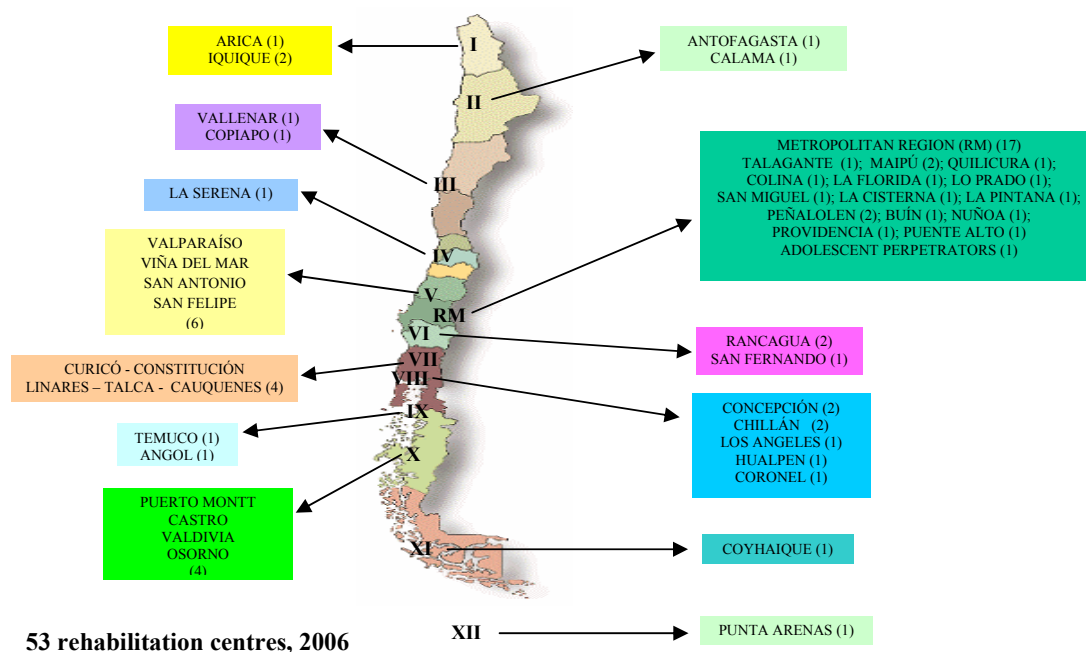 ARICA (1)
IQUIQUE (2)
I
ANTOFAGASTA (1)
CALAMA (1)
II
VALLENAR (1)
COPIAPO (1)
III
METROPOLITAN REGION (RM) (17)
TALAGANTE (1); MAIPÚ (2); QUILICURA (1);
COLINA (1); LA FLORIDA (1); LO PRADO (1);
SAN MIGUEL (1); LA CISTERNA (1); LA PINTANA (1);
PEÑALOLEN (2); BUÍN (1); NUÑOA (1);
PROVIDENCIA (1); PUENTE ALTO (1)
ADOLESCENT PERPETRATORS (1)
LA SERENA (1)
IV
VALPARAÍSO
VIÑA DEL MAR
SAN ANTONIO
SAN FELIPE
(6)
V
RM
VI
RANCAGUA (2)
SAN FERNANDO (1)
CURICÓ - CONSTITUCIÓN
LINARES – TALCA - CAUQUENES (4)
VII
VIII
CONCEPCIÓN (2)
CHILLÁN (2)
LOS ANGELES (1)
HUALPEN (1)
CORONEL (1)
TEMUCO (1)
ANGOL (1)
IX
X
PUERTO MONTT
CASTRO
VALDIVIA
OSORNO
(4)
XI
COYHAIQUE (1)
XII
PUNTA ARENAS (1)
53 rehabilitation centres, 2006